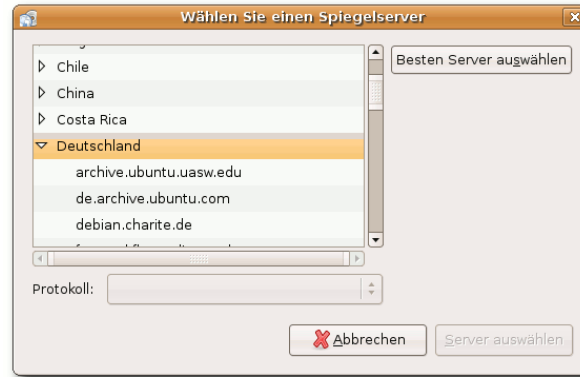 Wählen Sie einen Spiegelserver
Chile
Besten Server auswählen
China
Costa Rica
Deutschland
archive.ubuntu.uasw.edu
de.archive.ubuntu.com
debian.charite.de
Protokoll:
Abbrechen
Server auswählen